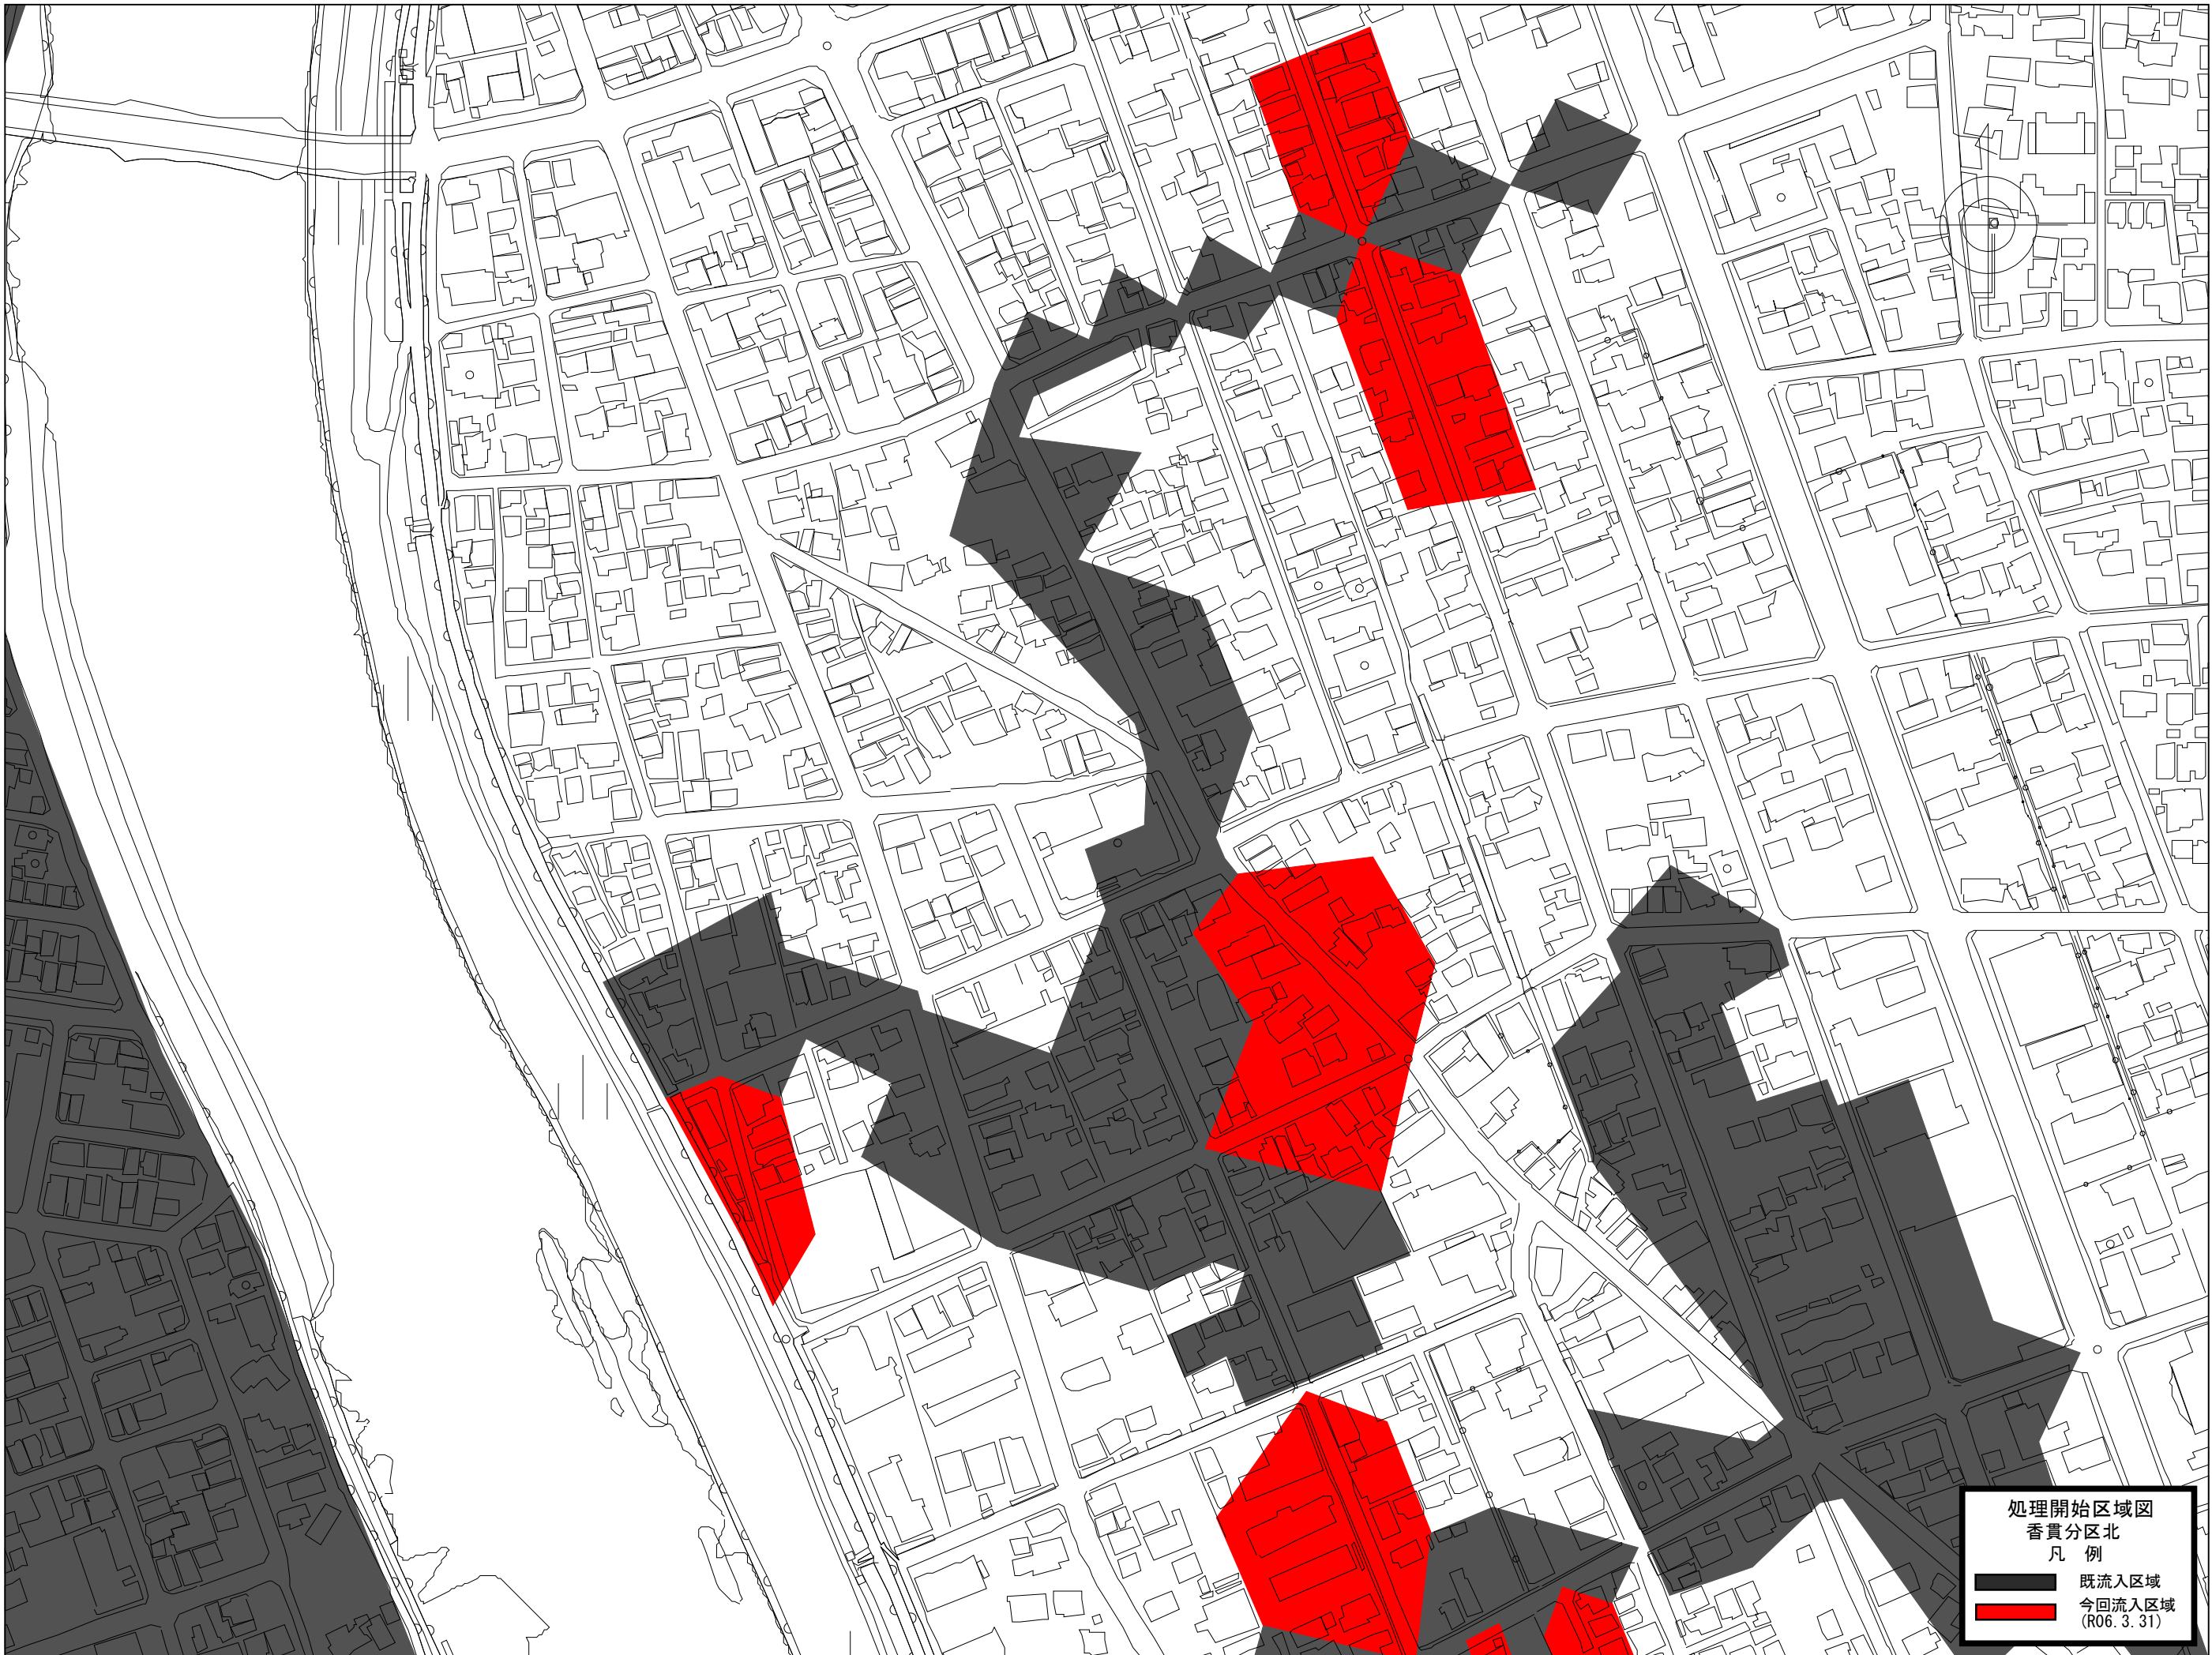 処理開始区域図
香貫分区北
凡 例
既流入区域
今回流入区域
(R06.3.31)